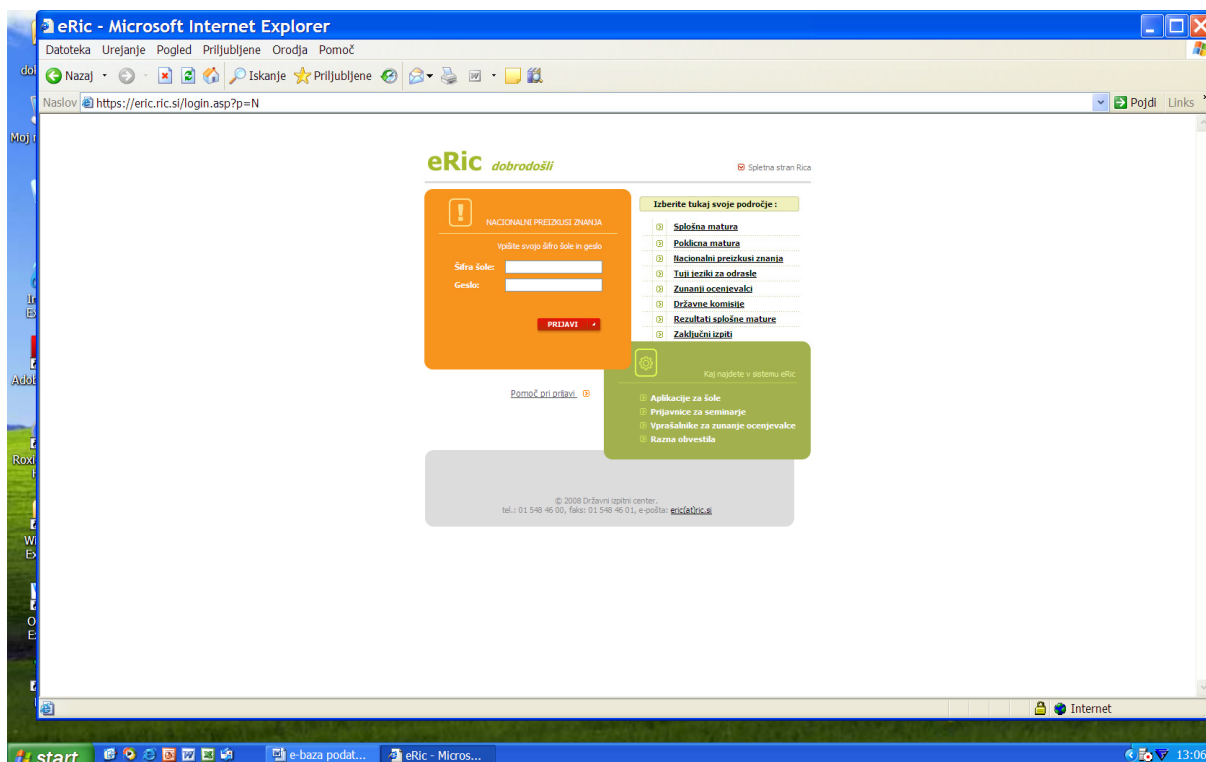 eRic - Microsoft Internet Explorer
Datoteka Urejanje Pogled Priljubljene Orodja Pomoč
Nazaj Iskanje Priljubljene
Naslov https://eric.ric.si/login.asp?p=N Pojdi Links
eRic dobrodošli
Spletna stran Rica
NACIONALNI PREIZKUSI ZNANJA
Vpišite svojo šifro šole in geslo
Šifra šole:
Geslo:
PRIJAVI
Izberite tukaj svoje področje :
Splošna matura
Poklicna matura
Nacionalni preizkusi znanja
Tuji jeziki za odrasle
Zunanji ocenjevalci
Državne komisije
Rezultati splošne mature
Zaključni izpiti
Pomoč pri prijavi
Kaj najdete v sistemu eRic
Aplikacije za šole
Prijavnice za seminarje
Vprašalnike za zunanje ocenjevalce
Razna obvestila
© 2008 Državni izpitni center.
tel.: 01 548 46 00, faks: 01 548 46 01, e-pošta: eric(at)ric.si
Internet
start e-baza podat... eRic - Micros... 13:06